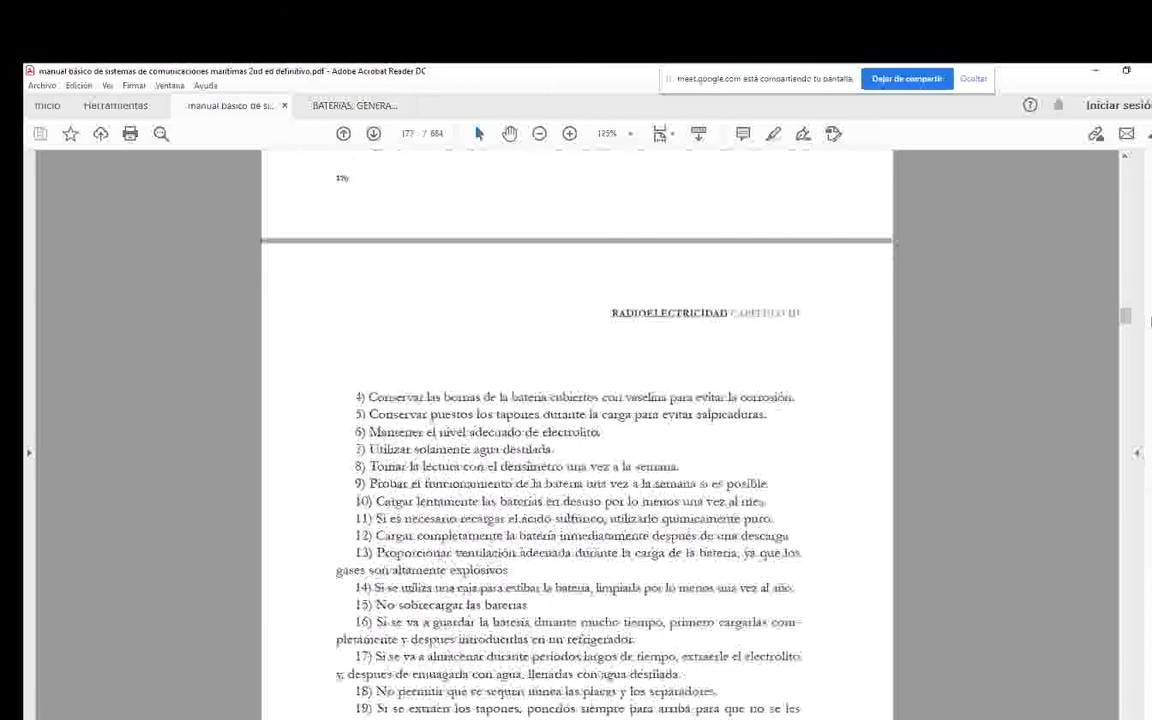 manual básico de sistemas de comunicaciones marítimas 2nd ed definitivo.pdf - Adobe Acrobat Reader DC
meet.google.com está compartiendo tu pantalla.
Dejar de compartir
Ocultar
Archivo Edición Ver Firmar Ventana Ayuda
Inicio
Herramientas
manual básico de si...
BATERIAS, GENERA...
Iniciar sesió
177 / 684
125%
176
RADIOELECTRICIDAD CAPITULO III
4) Conservar las bornas de la batería cubiertos con vaselina para evitar la corrosión.
5) Conservar puestos los tapones durante la carga para evitar salpicaduras.
6) Mantener el nivel adecuado de electrolito.
7) Utilizar solamente agua destilada.
8) Tomar la lectura con el densímetro una vez a la semana.
9) Probar el funcionamiento de la batería una vez a la semana si es posible.
10) Cargar lentamente las baterías en desuso por lo menos una vez al mes.
11) Si es necesario recargar el ácido sulfúrico, utilizarlo químicamente puro.
12) Cargar completamente la batería inmediatamente después de una descarga
13) Proporcionar ventilación adecuada durante la carga de la batería, ya que los
gases son altamente explosivos
14) Si se utiliza una caja para estibar la batería, limpiarla por lo menos una vez al año.
15) No sobrecargar las baterías
16) Si se va a guardar la batería durante mucho tiempo, primero cargarlas com-
pletamente y después introducirlas en un refrigerador.
17) Si se va a almacenar durante periodos largos de tiempo, extraerle el electrolito
y, después de enjuagarla con agua, llenarlas con agua destilada.
18) No permitir que se sequen nunca las placas y los separadores.
19) Si se extraen los tapones, ponerlos siempre para arriba para que no se les